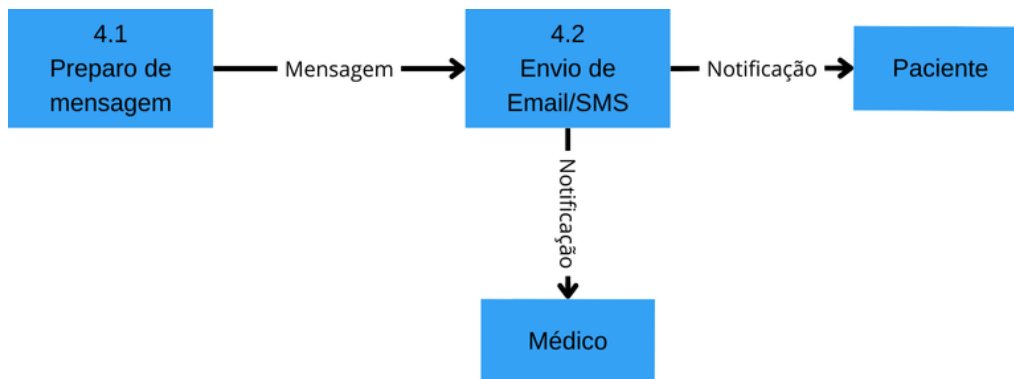 4.1
Preparo de
mensagem
Mensagem
4.2
Envio de
Email/SMS
Notificação
Paciente
Notificação
Médico